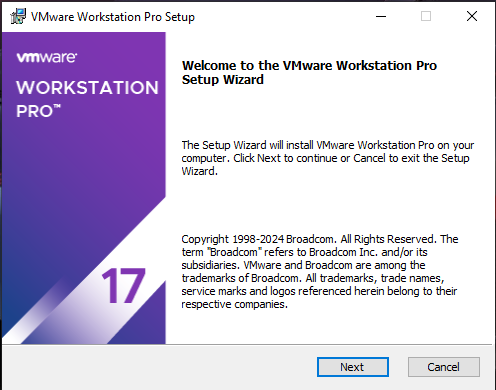 VMware Workstation Pro Setup
vmware®
WORKSTATION
PRO™
17
Welcome to the VMware Workstation Pro
Setup Wizard
The Setup Wizard will install VMware Workstation Pro on your
computer. Click Next to continue or Cancel to exit the Setup
Wizard.
Copyright 1998-2024 Broadcom. All Rights Reserved. The
term "Broadcom" refers to Broadcom Inc. and/or its
subsidiaries. VMware and Broadcom are among the
trademarks of Broadcom. All trademarks, trade names,
service marks and logos referenced herein belong to their
respective companies.
Next
Cancel